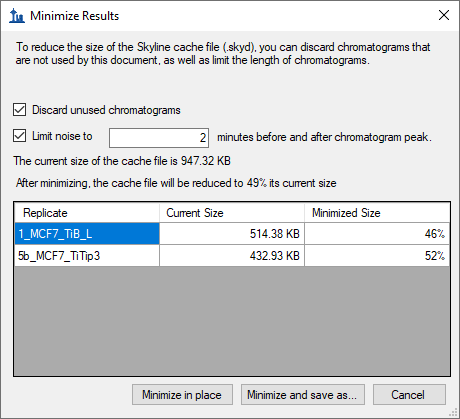 Minimize Results
To reduce the size of the Skyline cache file (.skyd), you can discard chromatograms that
are not used by this document, as well as limit the length of chromatograms.
Discard unused chromatograms
Limit noise to 2 minutes before and after chromatogram peak.
The current size of the cache file is 947.32 KB
After minimizing, the cache file will be reduced to 49% its current size
Replicate Current Size Minimized Size
1_MCF7_TiB_L 514.38 KB 46%
5b_MCF7_TiTip3 432.93 KB 52%
Minimize in place Minimize and save as... Cancel